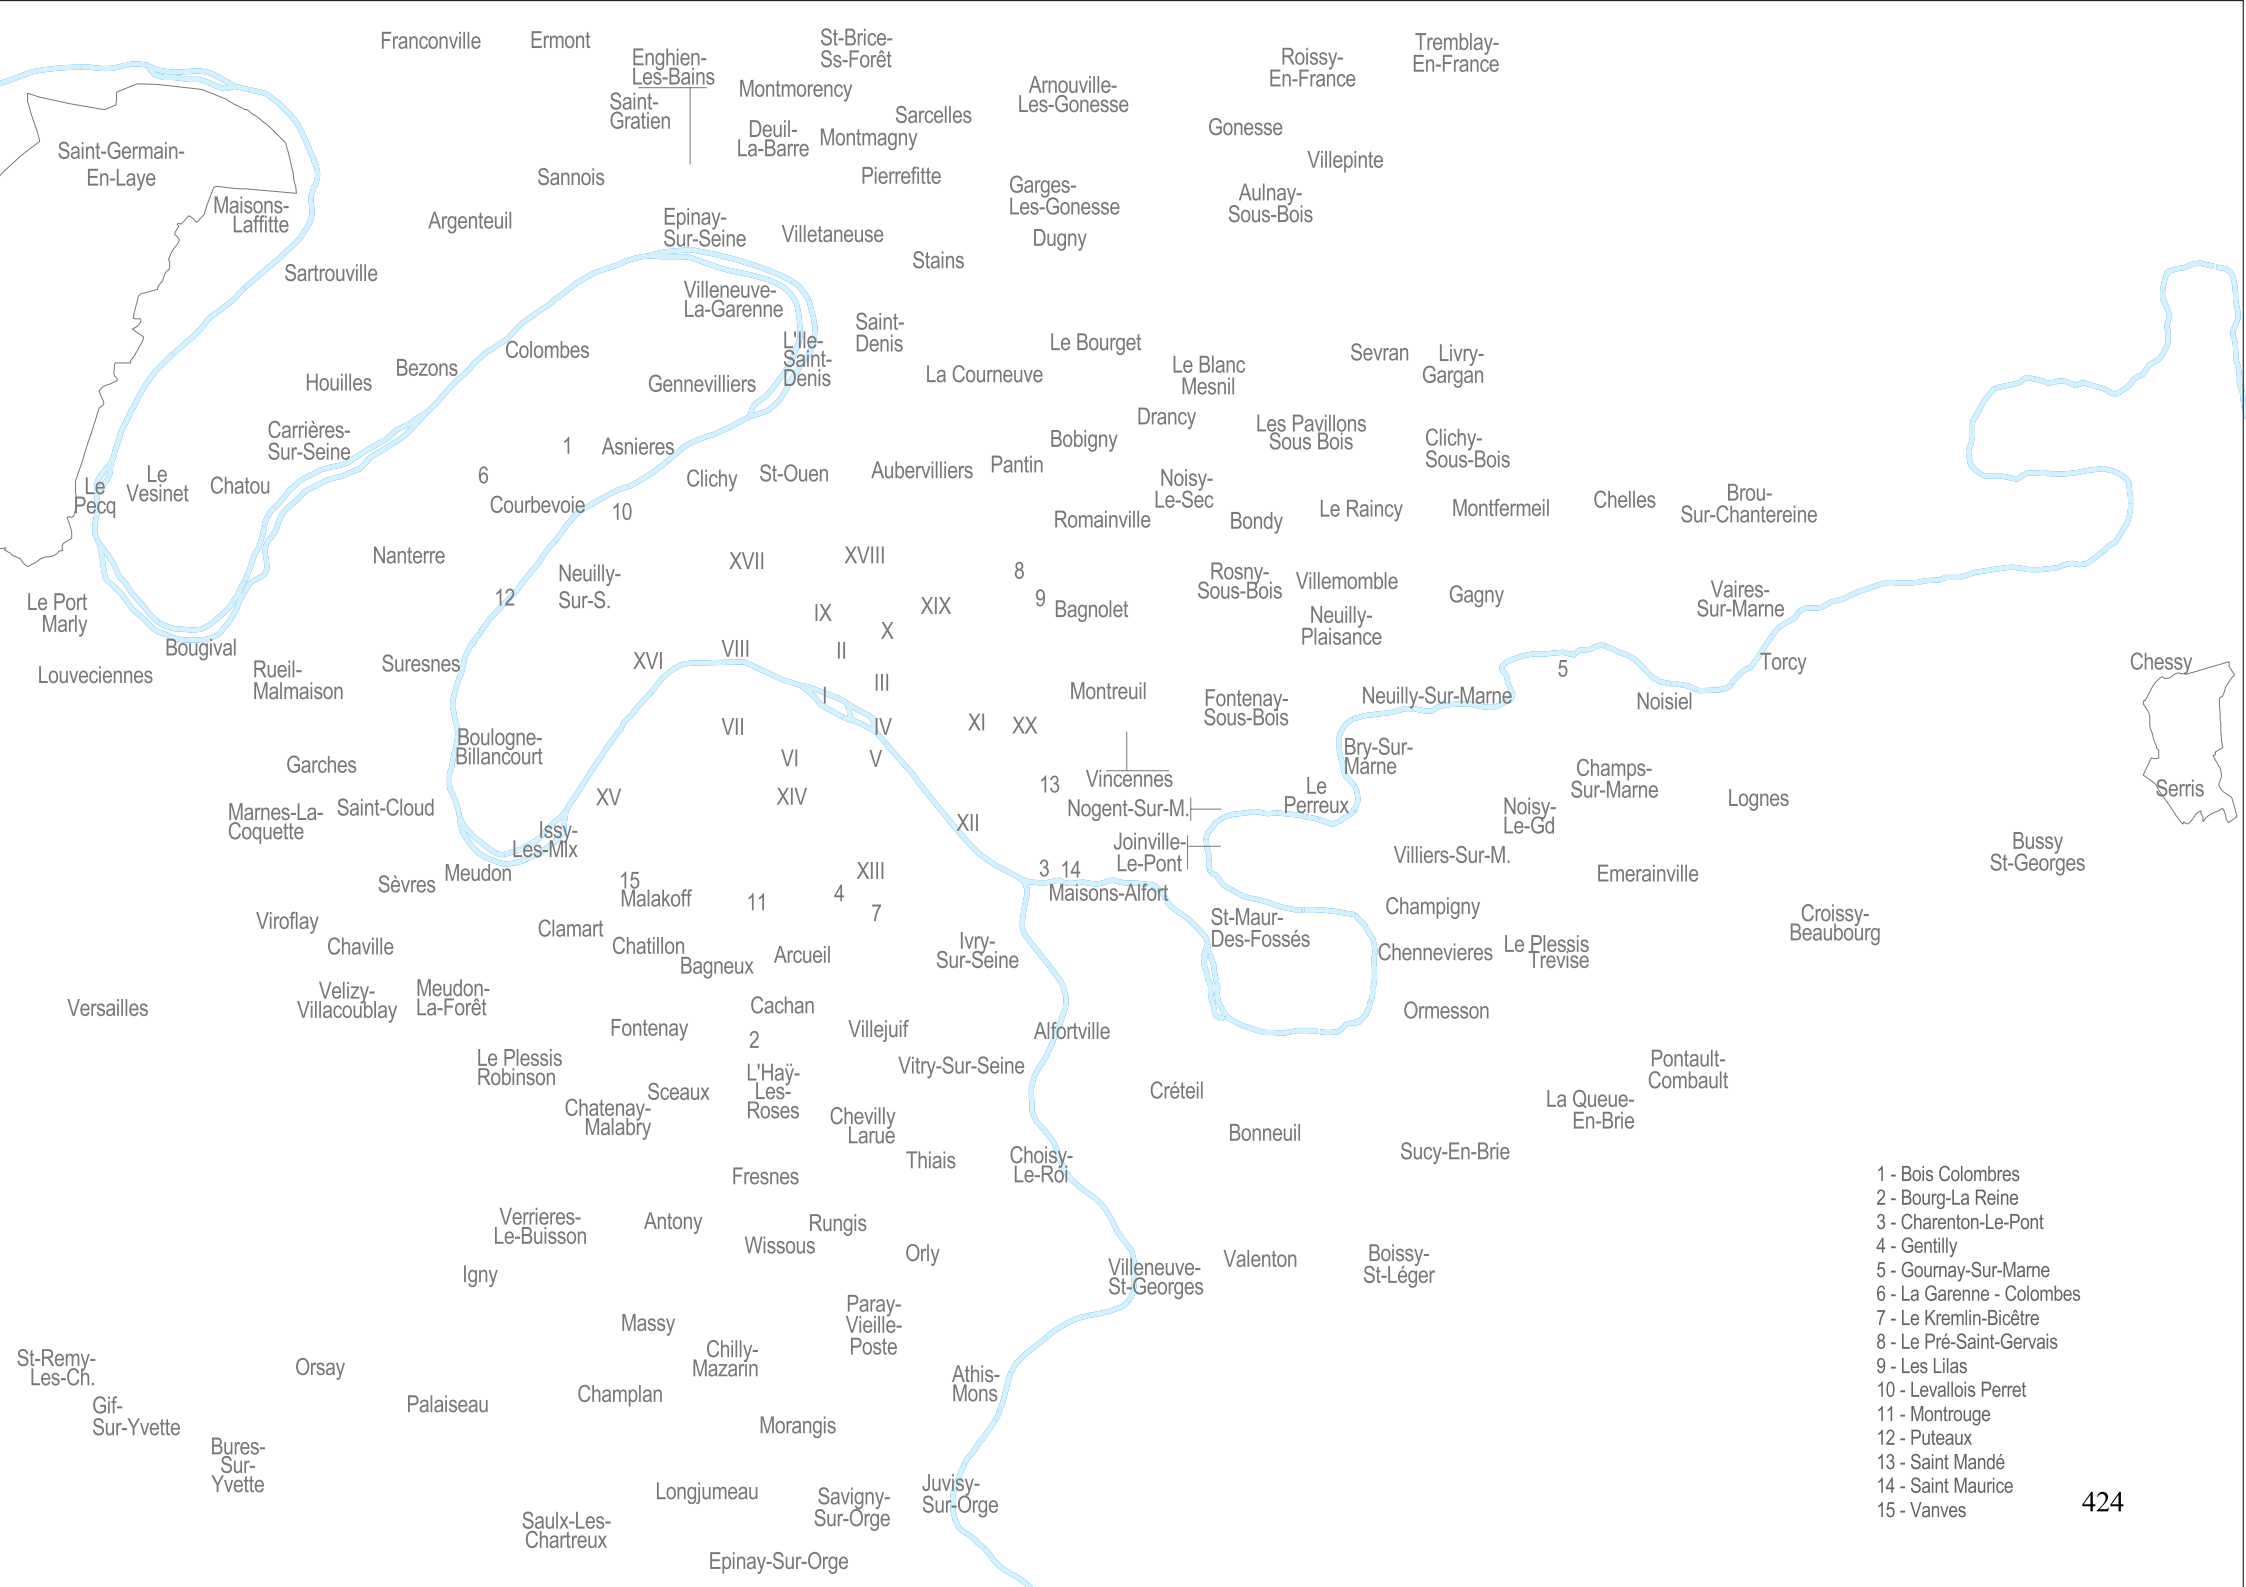 Franconville
Ermont
Enghien-
Les-Bains
St-Brice-
Ss-Forêt
Roissy-
En-France
Tremblay-
En-France
Saint-
Gratien
Montmorency
Arnouville-
Les-Gonesse
Sarcelles
Deuil-
La-Barre
Montmagny
Gonesse
Villepinte
Saint-Germain-
En-Laye
Sannois
Pierrefitte
Garges-
Les-Gonesse
Aulnay-
Sous-Bois
Maisons-
Laffitte
Argenteuil
Epinay-
Sur-Seine
Villetaneuse
Dugny
Stains
Sartrouville
Villeneuve-
La-Garenne
L'Ile-
Saint-
Denis
Saint-
Denis
Le Bourget
Le Blanc
Mesnil
Sevran
Livry-
Gargan
Colombes
Bezons
Houilles
Gennevilliers
La Courneuve
Drancy
Les Pavillons
Sous Bois
Clichy-
Sous-Bois
Carrières-
Sur-Seine
1
Asnieres
Bobigny
Le
Pecq
Le
Vesinet
Chatou
6
Courbevoie
10
Clichy
St-Ouen
Aubervilliers
Pantin
Noisy-
Le-Sec
Romainville
Bondy
Le Raincy
Montfermeil
Chelles
Brou-
Sur-Chantereine
Nanterre
Neuilly-
Sur-S.
12
XVII
XVIII
8
9
Bagnolet
Rosny-
Sous-Bois
Villemomble
Neuilly-
Plaisance
Gagny
Vaires-
Sur-Marne
Le Port
Marly
IX
XIX
X
II
Bougival
Louveciennes
Rueil-
Malmaison
Suresnes
XVI
VIII
III
I
Montreuil
Fontenay-
Sous-Bois
Neuilly-Sur-Marne
5
Noisiel
Torcy
Chessy
VII
IV
XI
XX
Boulogne-
Billancourt
VI
V
Garches
Bry-Sur-
Marne
Champs-
Sur-Marne
Lognes
Serris
13
Vincennes
Nogent-Sur-M.
Le
Perreux
Noisy-
Le-Gd
Marnes-La-
Coquette
Saint-Cloud
XV
XIV
XII
Issy-
Les-Mlx
Joinville-
Le-Pont
Villiers-Sur-M.
Bussy
St-Georges
Sèvres
Meudon
15
Malakoff
XIII
4
3
14
Maisons-Alfort
Emerainville
11
7
Champigny
Viroflay
Chaville
Clamart
Chatillon
Bagneux
Arcueil
Ivry-
Sur-Seine
St-Maur-
Des-Fossés
Chennevieres
Le Plessis
Trevise
Croissy-
Beaubourg
Versailles
Velizy-
Villacoublay
Meudon-
La-Forêt
Cachan
Fontenay
2
Villejuif
Alfortville
Ormesson
Le Plessis
Robinson
Sceaux
L'Haÿ-
Les-
Roses
Vitry-Sur-Seine
Créteil
Pontault-
Combault
Chatenay-
Malabry
Chevilly
Larue
La Queue-
En-Brie
Bonneuil
Sucy-En-Brie
Fresnes
Thiais
Choisy-
Le-Roi
Verrieres-
Le-Buisson
Antony
Rungis
Wissous
Orly
Villeneuve-
St-Georges
Valenton
Boissy-
St-Léger
Igny
Massy
Paray-
Vieille-
Poste
Chilly-
Mazarin
St-Remy-
Les-Ch.
Orsay
Champlan
Athis-
Mons
Gif-
Sur-Yvette
Palaiseau
Morangis
Bures-
Sur-
Yvette
Longjumeau
Savigny-
Sur-Orge
Juvisy-
Sur-Orge
Saulx-Les-
Chartreux
Epinay-Sur-Orge
1 - Bois Colombres
2 - Bourg-La Reine
3 - Charenton-Le-Pont
4 - Gentilly
5 - Gournay-Sur-Marne
6 - La Garenne - Colombes
7 - Le Kremlin-Bicêtre
8 - Le Pré-Saint-Gervais
9 - Les Lilas
10 - Levallois Perret
11 - Montrouge
12 - Puteaux
13 - Saint Mandé
14 - Saint Maurice
15 - Vanves
424